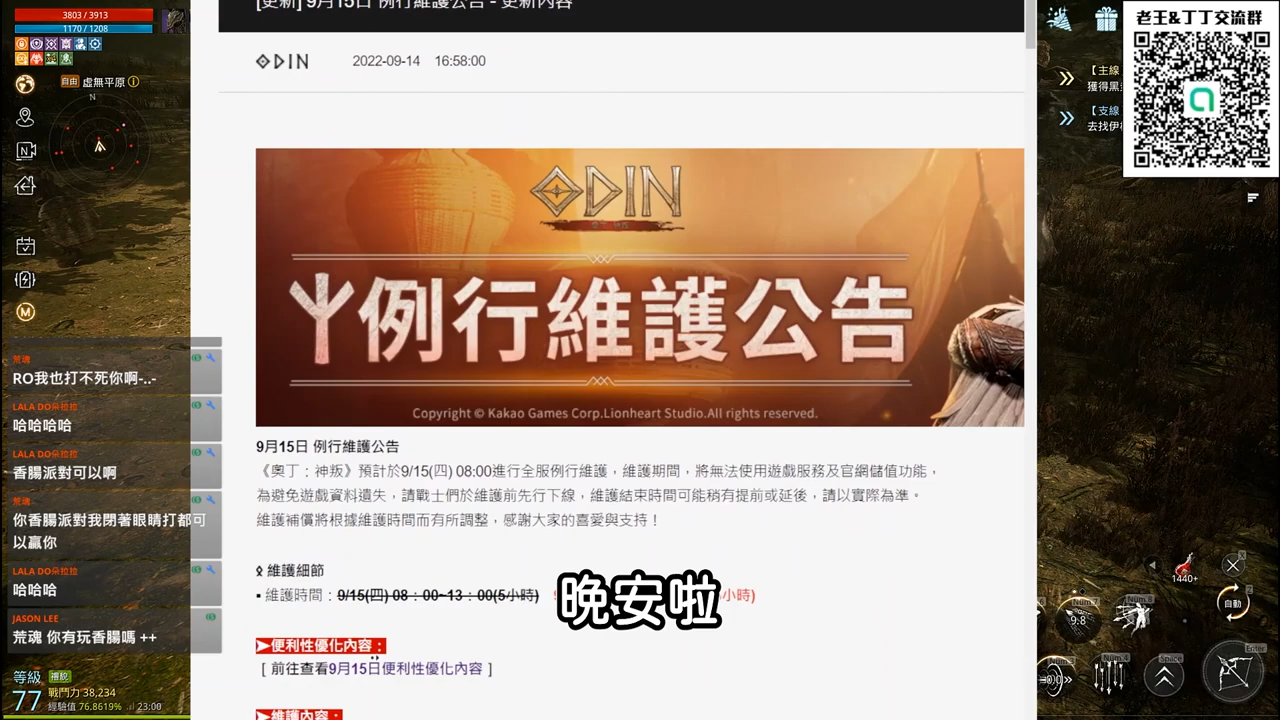 [更新] 9月15日 例行維護公告 - 更新內容
3803 / 3913
1170 / 1208
自由 虛無平原
N
ODIN 2022-09-14 16:58:00
老王&丁丁交流群
【主線
【支線
ODIN
例行維護公告
Copyright © Kakao Games Corp.Lionheart Studio.All rights reserved.
9月15日 例行維護公告
《奧丁：神叛》預計於9/15(四) 08:00進行全服例行維護，維護期間，將無法使用遊戲服務及官網儲值功能，
為避免遊戲資料遺失，請戰士們於維護前先行下線，維護結束時間可能稍有提前或延後，請以實際為準。
維護補償將根據維護時間而有所調整，感謝大家的喜愛與支持！
維護細節
▪ 維護時間：9/15(四) 08：00~13：00(5小時)
小時)
晚安啦
➤便利性優化內容：
[ 前往查看9月15日便利性優化內容 ]
➤維護內容：
荒魂
RO我也打不死你啊-..-
LALA DO朵拉拉
哈哈哈哈
LALA DO朵拉拉
香腸派對可以啊
荒魂
你香腸派對我閉著眼睛打都可
以贏你
LALA DO朵拉拉
哈哈哈
JASON LEE
荒魂 你有玩香腸嗎 ++
等級
77
戰鬥力 38,234
經驗值 76.8619%
23:00
1440+
X
Z
自動
Num.7
9.8
Num.8
Num.4
Space
Enter